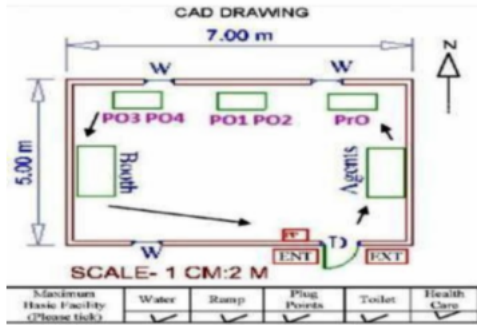 CAD DRAWING
7.00 m
N
W W
PO3 PO4 PO1 PO2 PrO
5.00 m
Booth
Agents
W
D
ENT EXT
SCALE- 1 CM:2 M
Maximum Basic Facility (Please tick) Water Ramp Plug Points Toilet Health Care